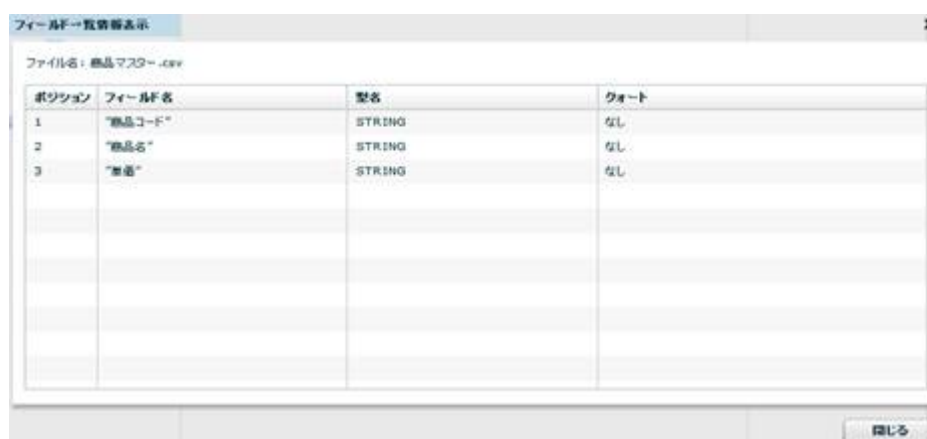 フィールド一覧情報表示
ファイル名：商品マスター.csv
ポジション フィールド名 型名 クォート
1 "商品コード" STRING なし
2 "商品名" STRING なし
3 "単価" STRING なし
閉じる